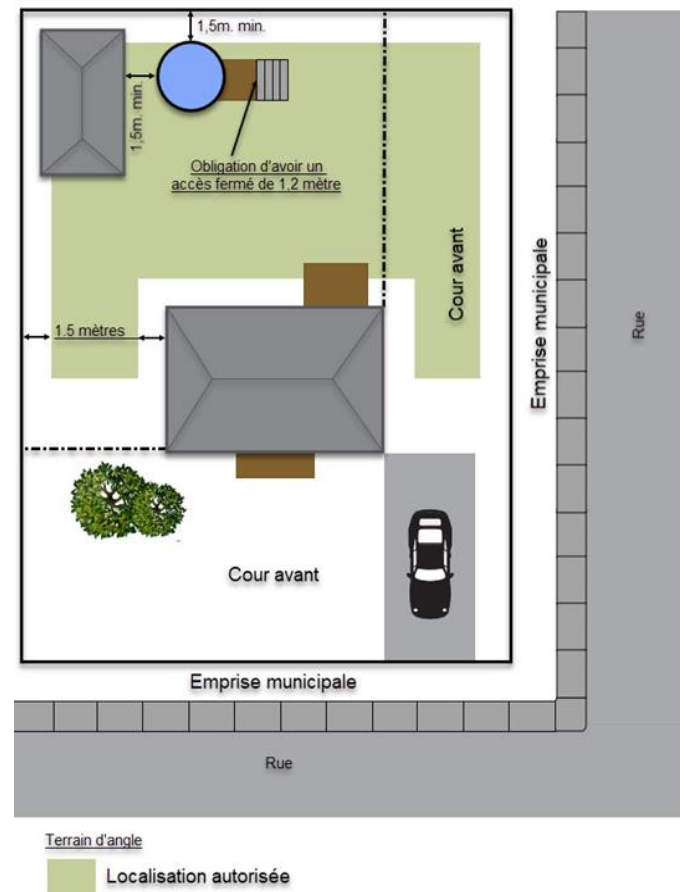 1,5m. min.
1,5m. min.
Obligation d'avoir un
accès fermé de 1,2 mètre
Cour avant
Emprise municipale
Rue
1.5 mètres
Cour avant
Emprise municipale
Rue
Terrain d'angle
Localisation autorisée